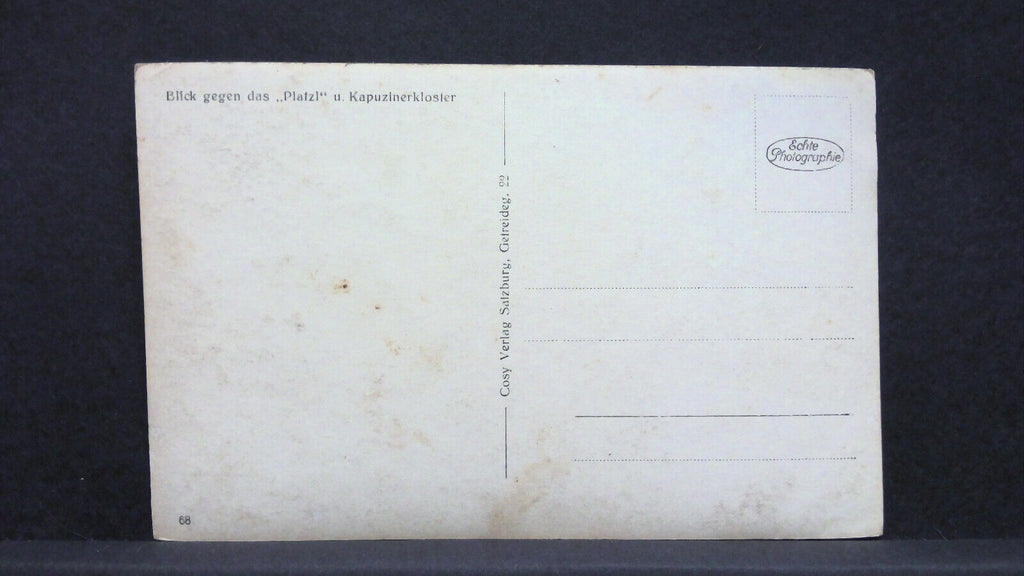 Blick gegen das „Platzl“ u. Kapuzinerkloster
Cosy Verlag Salzburg, Getreideg. 22
Echte
Photographie
68